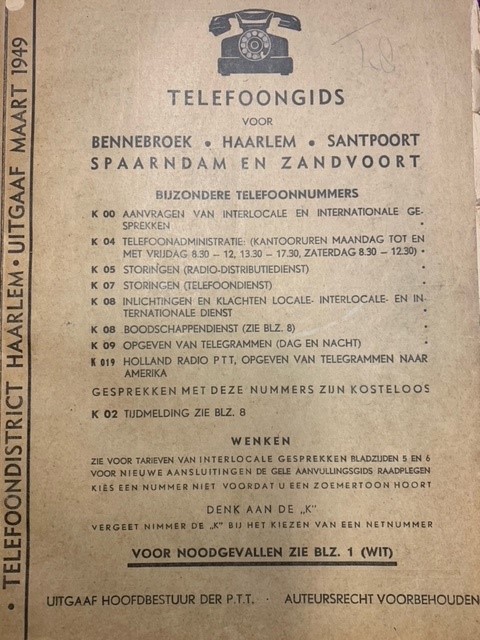 TELEFOONDISTRICT HAARLEM • UITGAAF MAART 1949
TELEFOONGIDS
VOOR
BENNEBROEK • HAARLEM • SANTPOORT
SPAARNDAM EN ZANDVOORT
BIJZONDERE TELEFOONNUMMERS
K 00 AANVRAGEN VAN INTERLOCALE EN INTERNATIONALE GE-
SPREKKEN
K 04 TELEFOONADMINISTRATIE: (KANTOORUREN MAANDAG TOT EN
MET VRIJDAG 8.30 – 12, 13.30 – 17.30, ZATERDAG 8.30 – 12.30)
K 05 STORINGEN (RADIO-DISTRIBUTIEDIENST)
K 07 STORINGEN (TELEFOONDIENST)
K 08 INLICHTINGEN EN KLACHTEN LOCALE- INTERLOCALE- EN IN-
TERNATIONALE DIENST
K 08 BOODSCHAPPENDIENST (ZIE BLZ. 8)
K 09 OPGEVEN VAN TELEGRAMMEN (DAG EN NACHT)
K 019 HOLLAND RADIO PTT, OPGEVEN VAN TELEGRAMMEN NAAR
AMERIKA
GESPREKKEN MET DEZE NUMMERS ZIJN KOSTELOOS
K 02 TIJDMELDING ZIE BLZ. 8
WENKEN
ZIE VOOR TARIEVEN VAN INTERLOCALE GESPREKKEN BLADZIJDEN 5 EN 6
VOOR NIEUWE AANSLUITINGEN DE GELE AANVULLINGSGIDS RAADPLEGEN
KIES EEN NUMMER NIET VOORDAT U EEN ZOEMERTOON HOORT
DENK AAN DE „K"
VERGEET NIMMER DE „K" BIJ HET KIEZEN VAN EEN NETNUMMER
VOOR NOODGEVALLEN ZIE BLZ. 1 (WIT)
UITGAAF HOOFDBESTUUR DER P.T.T. · AUTEURSRECHT VOORBEHOUDEN